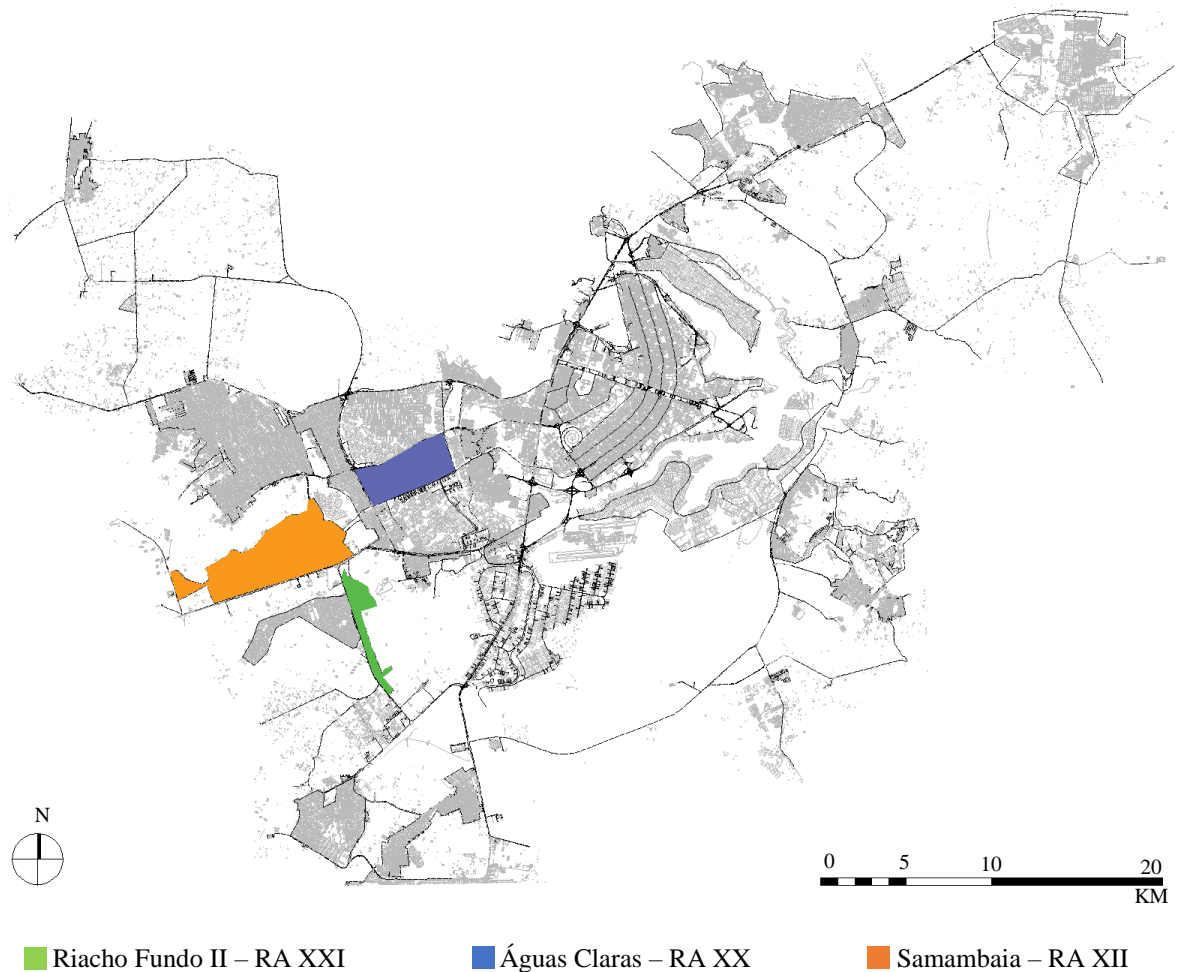 N
0 5 10 20
KM
Riacho Fundo II – RA XXI Águas Claras – RA XX Samambaia – RA XII